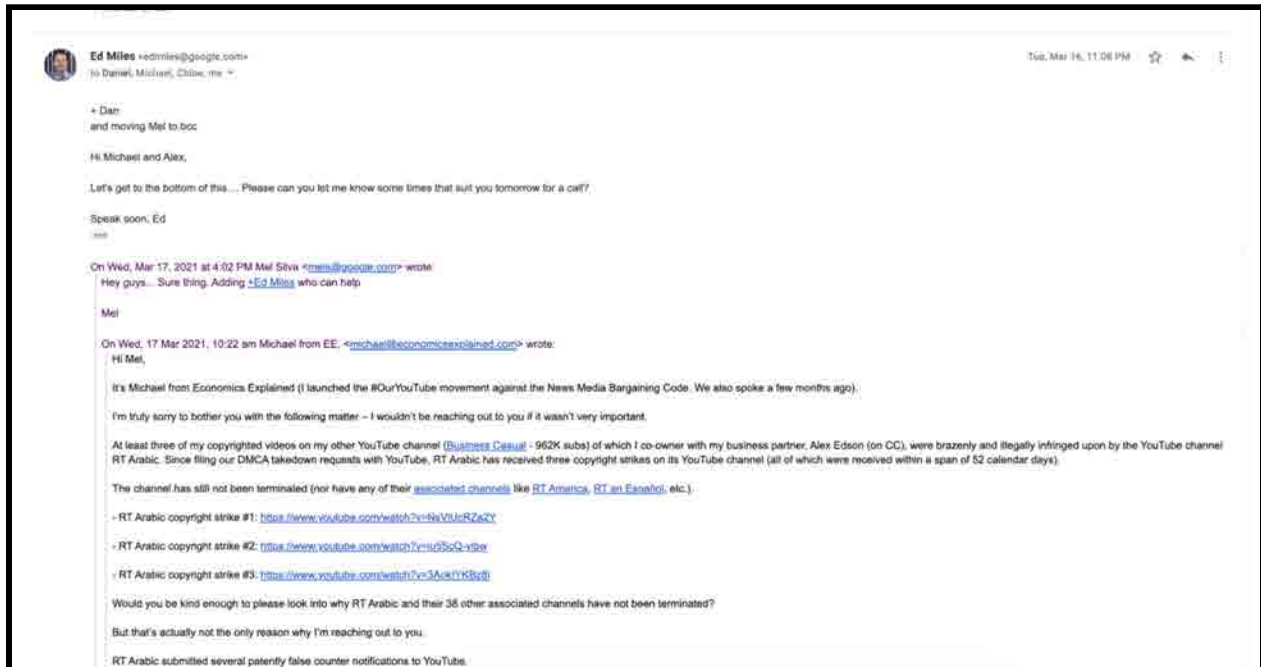 Ed Miles <edmiles@google.com>
Tue, Mar 16, 11:08 PM
to Daniel, Michael, Chloe, me
+ Dan
and moving Mel to bcc
Hi Michael and Alex,
Let's get to the bottom of this.... Please can you let me know some times that suit you tomorrow for a call?
Speak soon, Ed
On Wed, Mar 17, 2021 at 4:02 PM Mel Silva <mels@google.com> wrote:
Hey guys... Sure thing. Adding +Ed Miles who can help
Mel
On Wed, 17 Mar 2021, 10:22 am Michael from EE, <michael@economicsexplained.com> wrote:
Hi Mel,
It's Michael from Economics Explained (I launched the #OurYouTube movement against the News Media Bargaining Code. We also spoke a few months ago).
I'm truly sorry to bother you with the following matter – I wouldn't be reaching out to you if it wasn't very important.
At least three of my copyrighted videos on my other YouTube channel (Business Casual - 962K subs) of which I co-owner with my business partner, Alex Edson (on CC), were brazenly and illegally infringed upon by the YouTube channel
RT Arabic. Since filing our DMCA takedown requests with YouTube, RT Arabic has received three copyright strikes on its YouTube channel (all of which were received within a span of 52 calendar days).
The channel has still not been terminated (nor have any of their associated channels like RT America, RT en Español, etc.).
- RT Arabic copyright strike #1:
- RT Arabic copyright strike #2:
- RT Arabic copyright strike #3:
Would you be kind enough to please look into why RT Arabic and their 38 other associated channels have not been terminated?
But that's actually not the only reason why I'm reaching out to you.
RT Arabic submitted several patently false counter notifications to YouTube.